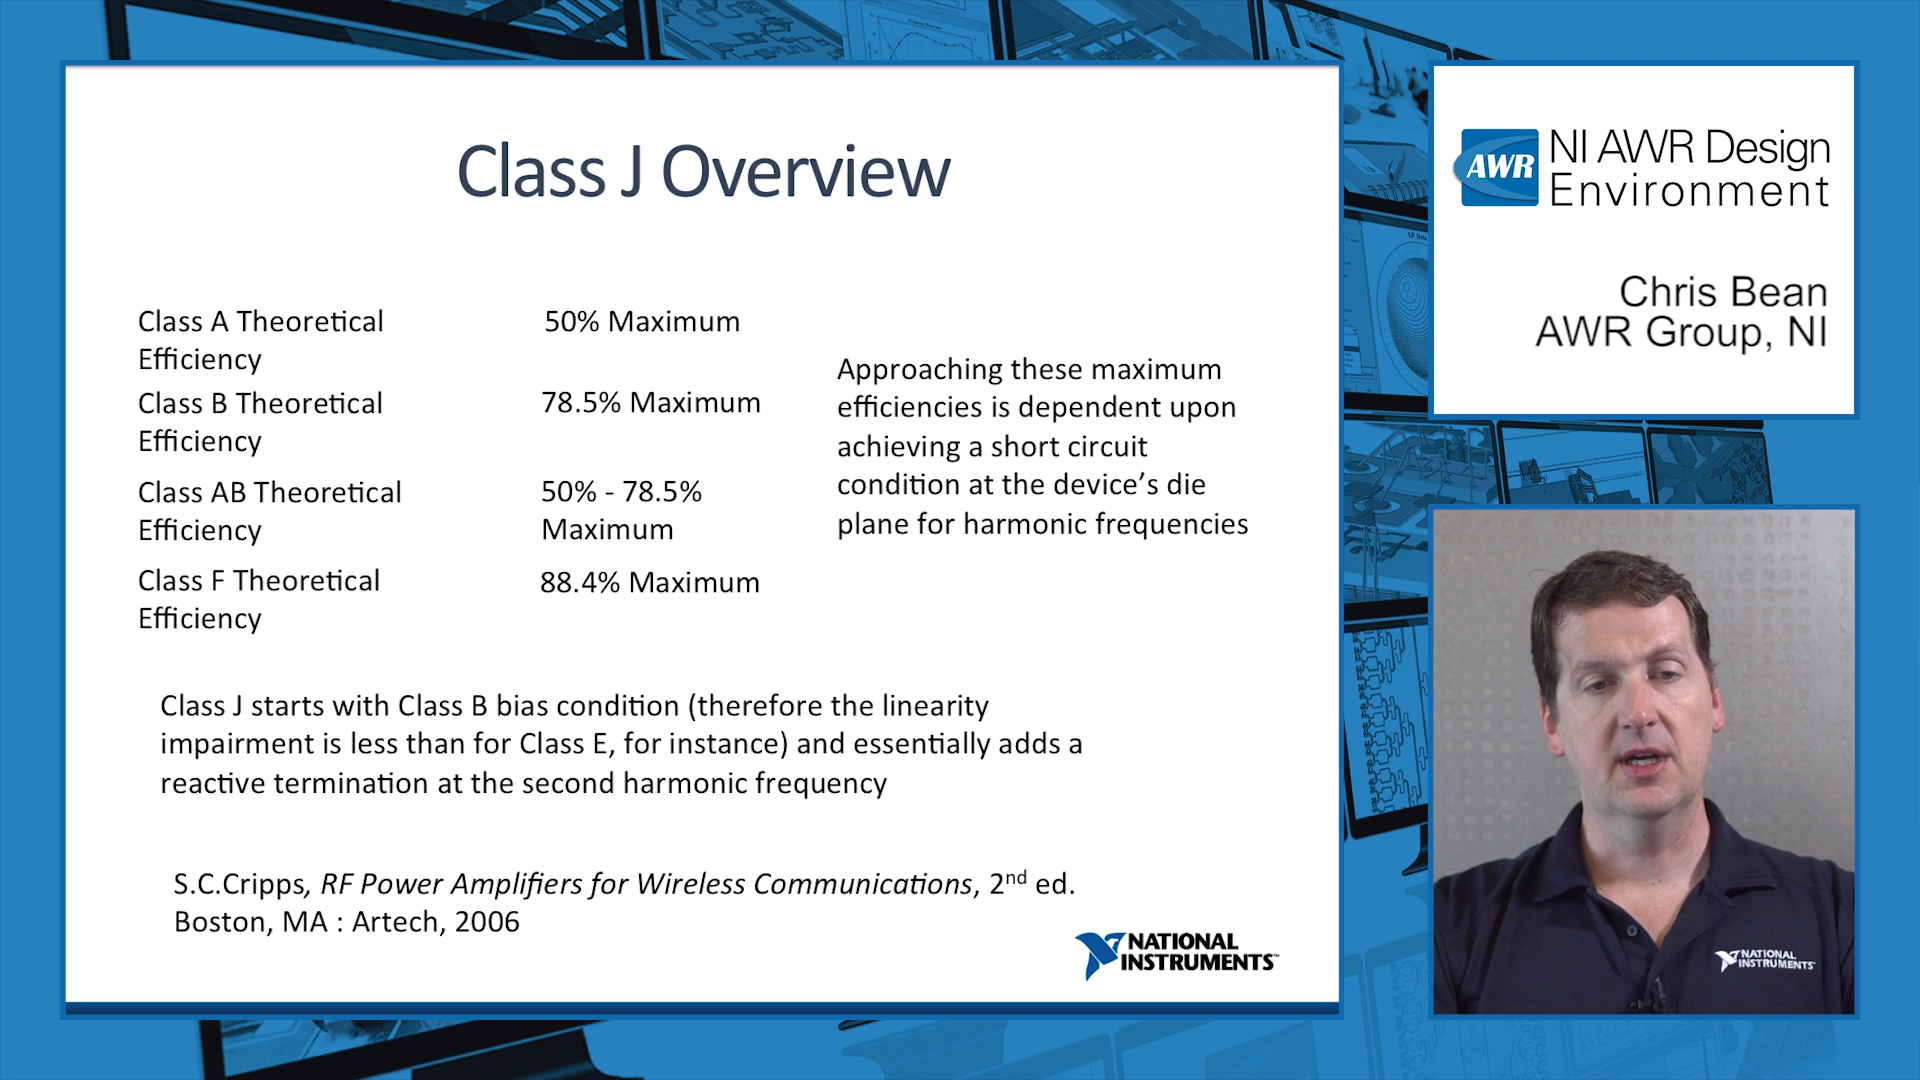 Class J Overview
Class A Theoretical
Efficiency
50% Maximum
Class B Theoretical
Efficiency
78.5% Maximum
Class AB Theoretical
Efficiency
50% - 78.5%
Maximum
Class F Theoretical
Efficiency
88.4% Maximum
Approaching these maximum
efficiencies is dependent upon
achieving a short circuit
condition at the device’s die
plane for harmonic frequencies
Class J starts with Class B bias condition (therefore the linearity
impairment is less than for Class E, for instance) and essentially adds a
reactive termination at the second harmonic frequency
S.C.Cripps, RF Power Amplifiers for Wireless Communications, 2nd ed.
Boston, MA : Artech, 2006
NATIONAL
INSTRUMENTS™
AWR
NI AWR Design
Environment
Chris Bean
AWR Group, NI
NATIONAL
INSTRUMENTS